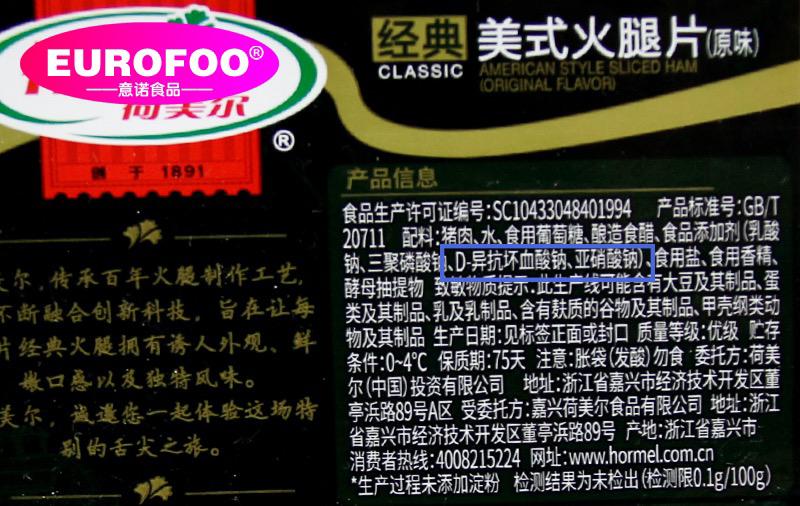 EUROFOO®
意诺食品
荷美尔
®
创于1891
经典 美式火腿片(原味)
CLASSIC AMERICAN STYLE SLICED HAM
(ORIGINAL FLAVOR)
尔,传承百年火腿制作工艺,
不断融合创新科技,旨在让每
片经典火腿拥有诱人外观、鲜
嫩口感以及独特风味。
美尔,诚邀您一起体验这场特
别的舌尖之旅。
产品信息
食品生产许可证编号:SC10433048401994 产品标准号:GB/T
20711 配料:猪肉、水、食用葡萄糖、酿造食醋、食品添加剂(乳酸
钠、三聚磷酸钠、D-异抗坏血酸钠、亚硝酸钠)、食用盐、食用香精、
酵母抽提物 致敏物质提示:此生产线可能含有大豆及其制品、蛋
类及其制品、乳及乳制品、含有麸质的谷物及其制品、甲壳纲类动
物及其制品 生产日期:见标签正面或封口 质量等级:优级 贮存
条件:0~4℃ 保质期:75天 注意:胀袋(发酸)勿食 委托方:荷美
尔(中国)投资有限公司 地址:浙江省嘉兴市经济技术开发区董
亭浜路89号A区 受委托方:嘉兴荷美尔食品有限公司 地址:浙江
省嘉兴市经济技术开发区董亭浜路89号 产地:浙江省嘉兴市
消费者热线:4008215224 网址:www.hormel.com.cn
*生产过程未添加淀粉 检测结果为未检出(检测限0.1g/100g)